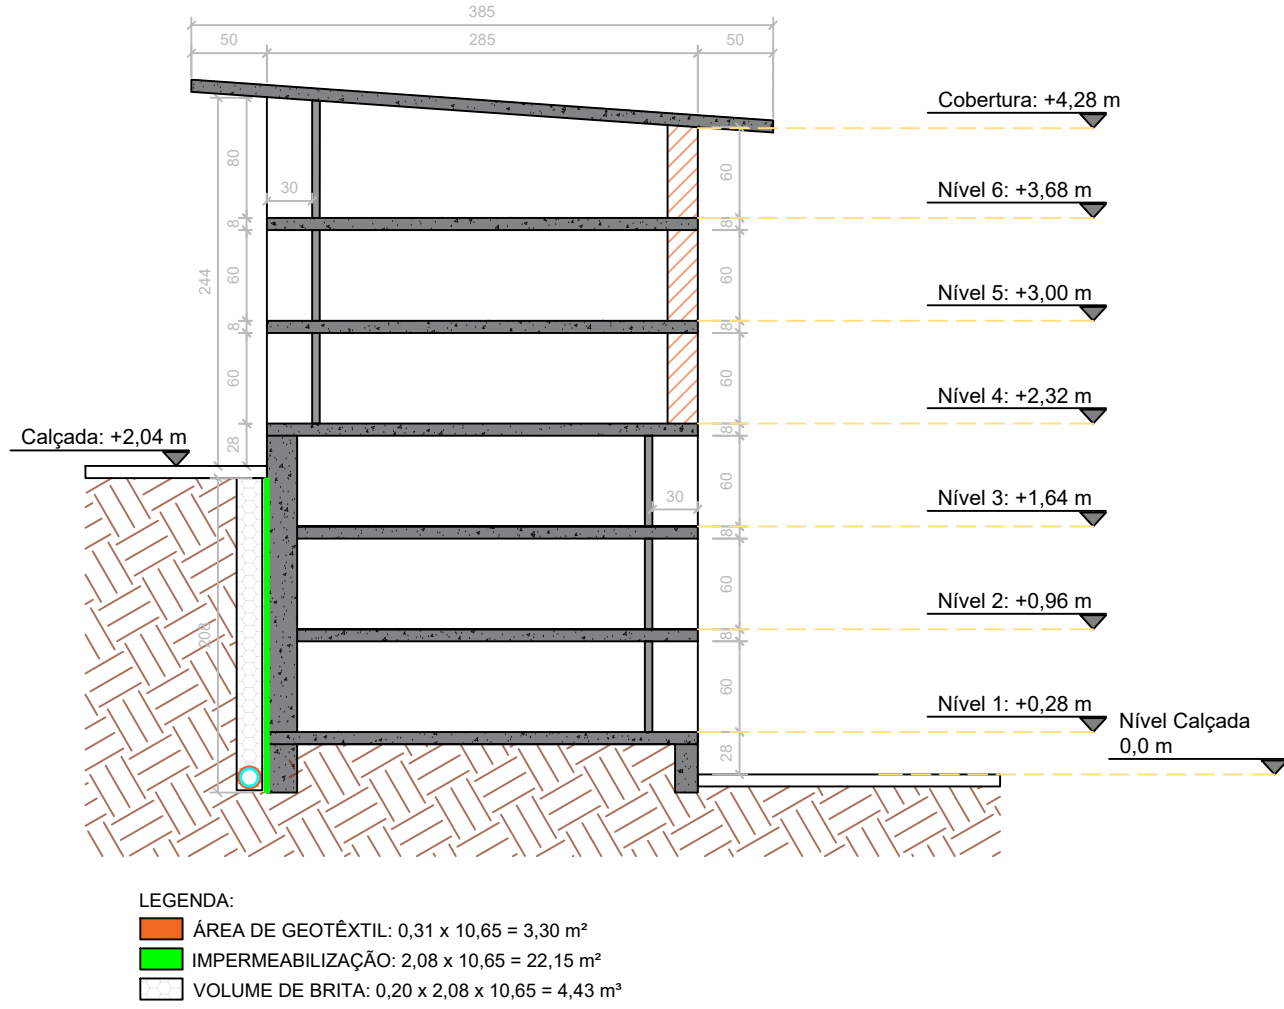 385
50
285
50
Cobertura: +4,28 m
80
30
60
Nível 6: +3,68 m
8
8
244
60
60
Nível 5: +3,00 m
8
8
60
60
Nível 4: +2,32 m
Calçada: +2,04 m
28
8
60
30
Nível 3: +1,64 m
8
60
208
Nível 2: +0,96 m
8
60
Nível 1: +0,28 m
Nível Calçada
0,0 m
28
LEGENDA:
ÁREA DE GEOTÊXTIL: 0,31 x 10,65 = 3,30 m²
IMPERMEABILIZAÇÃO: 2,08 x 10,65 = 22,15 m²
VOLUME DE BRITA: 0,20 x 2,08 x 10,65 = 4,43 m³